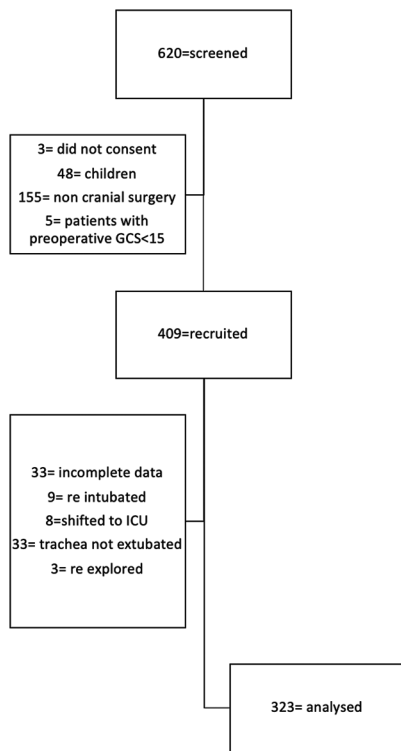 620=screened
3= did not consent
48= children
155= non cranial surgery
5= patients with
preoperative GCS<15
409=recruited
33= incomplete data
9= re intubated
8=shifted to ICU
33= trachea not extubated
3= re explored
323= analysed